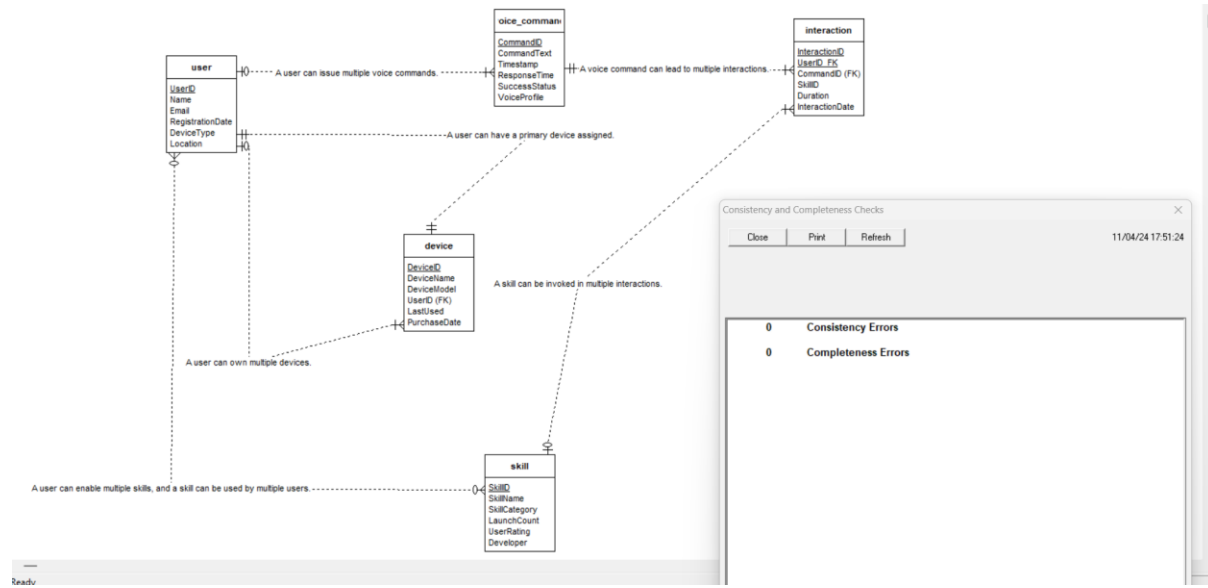 oice_comman
CommandID
CommandText
Timestamp
ResponseTime
SuccessStatus
VoiceProfile
interaction
InteractionID
UserID_FK
CommandID (FK)
SkillID
Duration
InteractionDate
user
UserID
Name
Email
RegistrationDate
DeviceType
Location
A user can issue multiple voice commands.
A voice command can lead to multiple interactions.
A user can have a primary device assigned.
device
DeviceID
DeviceName
DeviceModel
UserID (FK)
LastUsed
PurchaseDate
A skill can be invoked in multiple interactions.
A user can own multiple devices.
skill
SkillID
SkillName
SkillCategory
LaunchCount
UserRating
Developer
A user can enable multiple skills, and a skill can be used by multiple users.
Consistency and Completeness Checks
Close Print Refresh 11/04/24 17:51:24
0 Consistency Errors
0 Completeness Errors
Ready